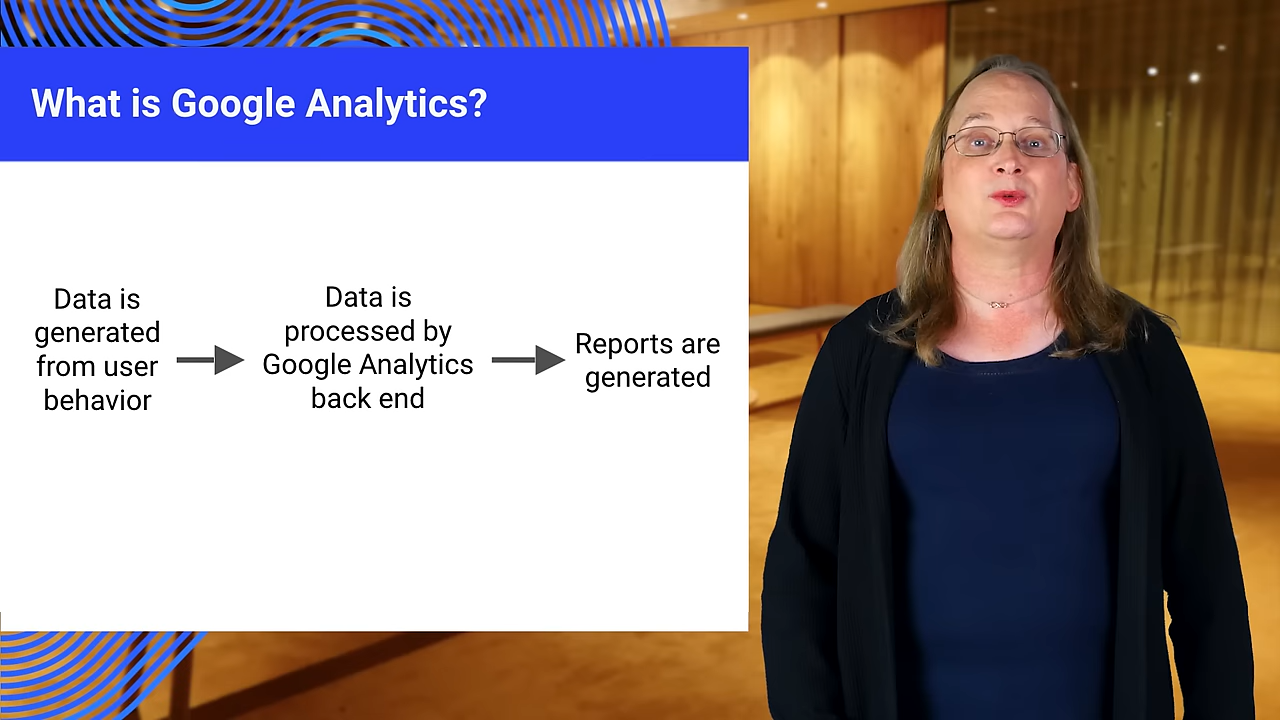 What is Google Analytics?
Data is
generated
from user
behavior
Data is
processed by
Google Analytics
back end
Reports are
generated